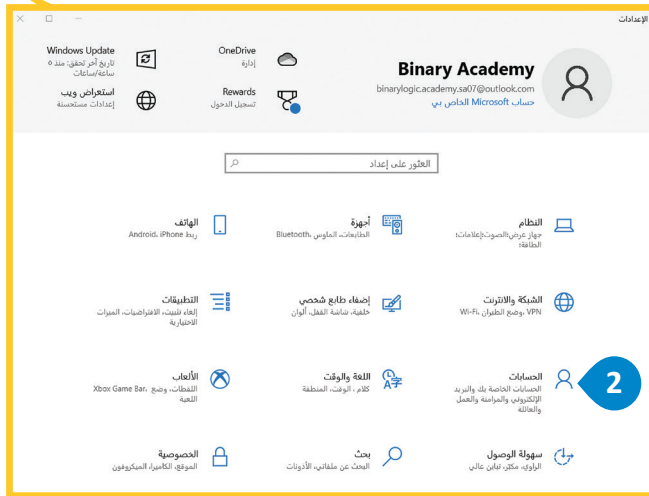 الإعدادات
Binary Academy
binarylogic.academy.sa07@outlook.com
حساب Microsoft الخاص بي
OneDrive
إدارة
Rewards
تسجيل الدخول
Windows Update
تاريخ آخر تحقق: منذ ٥
ساعة/ساعات
استعراض ويب
إعدادات مستحسنة
العثور على إعداد
النظام
جهاز عرض؛الصوت؛إعلامات؛
الطاقة؛
أجهزة
الطابعات، الماوس، Bluetooth
الهاتف
ربط Android، iPhone
الشبكة والانترنت
VPN ،وضع الطيران ،Wi-Fi
إضفاء طابع شخصي
خلفية، شاشة القفل، ألوان
التطبيقات
إلغاء تثبيت، الافتراضيات، الميزات
الاختيارية
2
الحسابات
الحسابات الخاصة بك والبريد
الإلكتروني والمزامنة والعمل
والعائلة
اللغة والوقت
كلام ، الوقت، المنطقة
الألعاب
Xbox Game Bar، اللقطات، وضع
اللعبة
سهولة الوصول
الراوي، مكبّر، تباين عالي
بحث
البحث عن ملفاتي، الأذونات
الخصوصية
الموقع، الكاميرا، الميكروفون